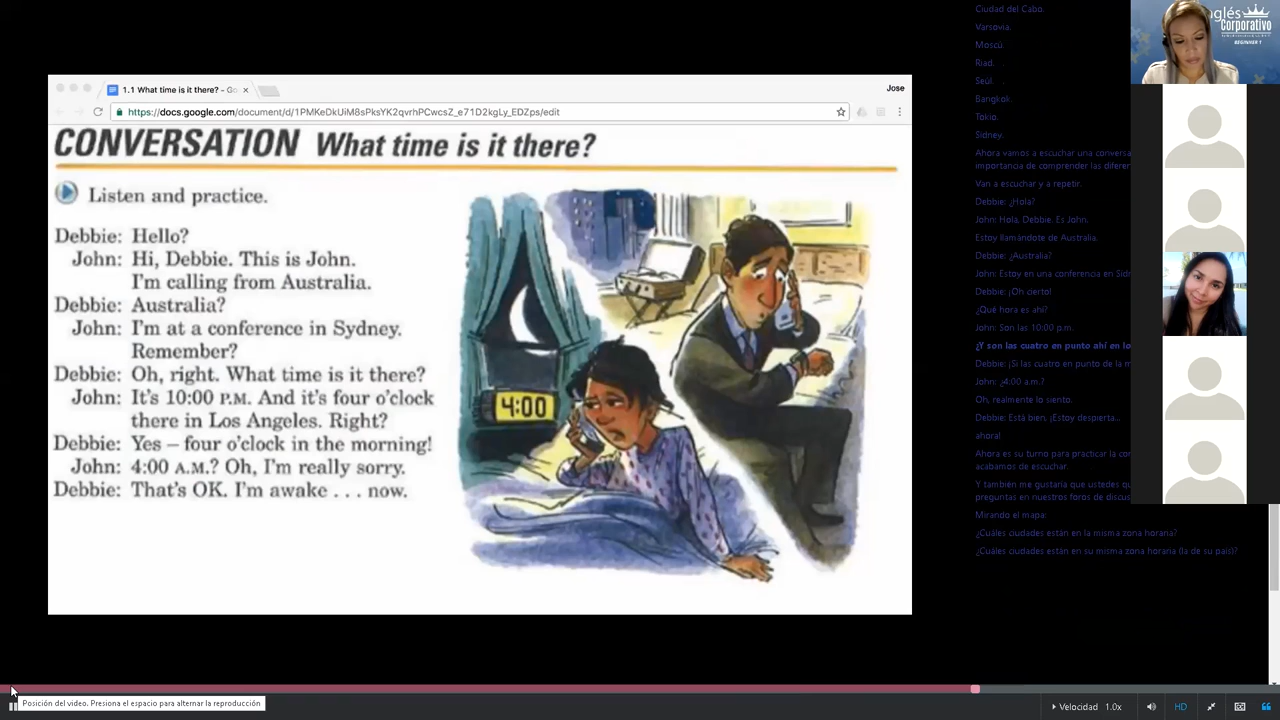 1.1 What time is it there? - Go
Jose
https://docs.google.com/document/d/1PMKeDkUiM8sPksYK2qvrhPCwcsZ_e71D2kgLy_EDZps/edit
CONVERSATIO What time is it there?
Listen and practice.
Debbie: Hello?
John: Hi, Debbie. This is John.
I'm calling from Australia.
Debbie: Australia?
John: I'm at a conference in Sydney.
Remember?
Debbie: Oh, right. What time is it there?
John: It's 10:00 P.M. And it's four o'clock
there in Los Angeles. Right?
Debbie: Yes – four o'clock in the morning!
John: 4:00 A.M.? Oh, I'm really sorry.
Debbie: That's OK. I'm awake . . . now.
4:00
Ciudad del Cabo.
Varsovia.
Moscú.
Riad.
Seúl.
Bangkok.
Tokio.
Sidney.
Ahora vamos a escuchar una conversa
importancia de comprender las diferen
Van a escuchar y a repetir.
Debbie: ¿Hola?
John: Hola, Debbie. Es John.
Estoy llamándote de Australia.
Debbie: ¿Australia?
John: Estoy en una conferencia en Sidn
Debbie: ¡Oh cierto!
¿Qué hora es ahí?
John: Son las 10:00 p.m.
¿Y son las cuatro en punto ahí en lo
Debbie: ¡Si las cuatro en punto de la m
John: ¿4:00 a.m.?
Oh, realmente lo siento.
Debbie: Está bien. ¡Estoy despierta...
ahora!
Ahora es su turno para practicar la con
acabamos de escuchar.
Y también me gustaría que ustedes qu
preguntas en nuestros foros de discus
Mirando el mapa:
¿Cuáles ciudades están en la misma zona horaria?
¿Cuáles ciudades están en su misma zona horaria (la de su país)?
glés
Corporativo
BEGINNER 1
Posición del video. Presiona el espacio para alternar la reproducción
Velocidad 1.0x
HD